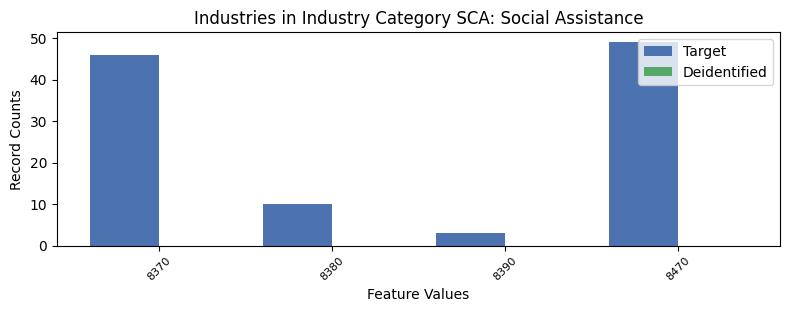 Industries in Industry Category SCA: Social Assistance
Target
Deidentified
Record Counts
50
40
30
20
10
0
8370
8380
8390
8470
Feature Values